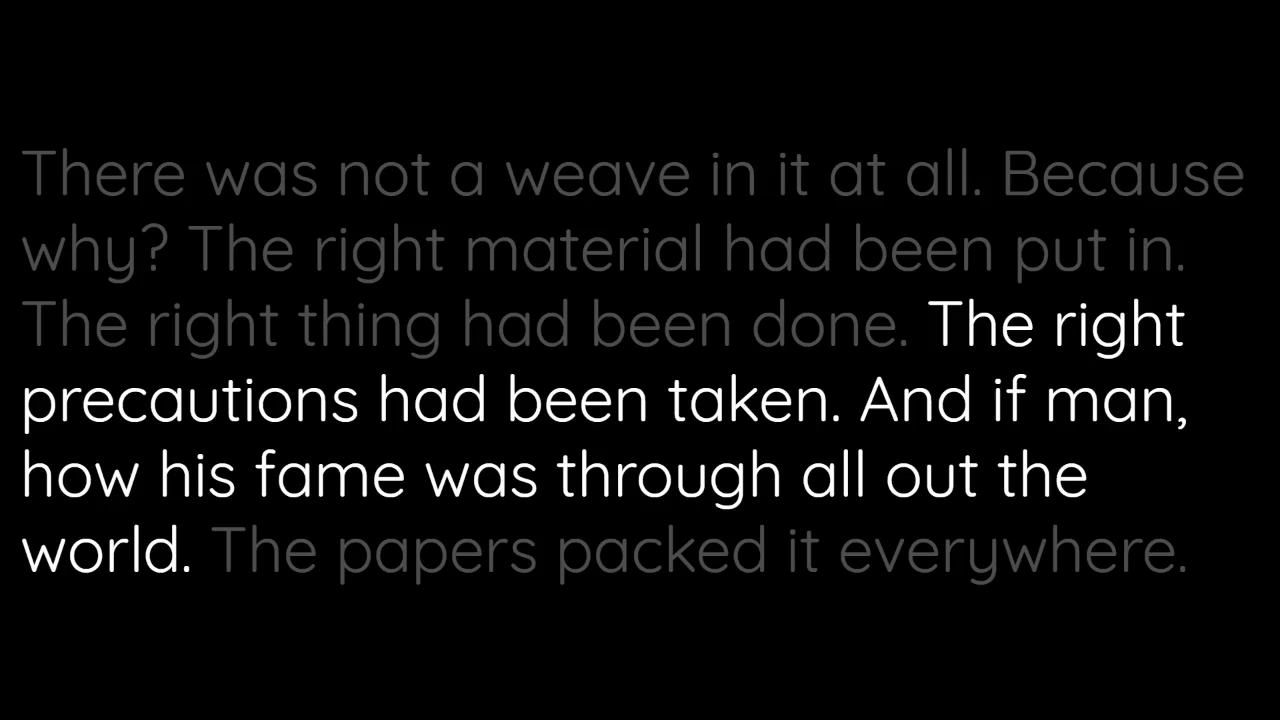 There was not a weave in it at all. Because
why? The right material had been put in.
The right thing had been done. The right
precautions had been taken. And if man,
how his fame was through all out the
world. The papers packed it everywhere.